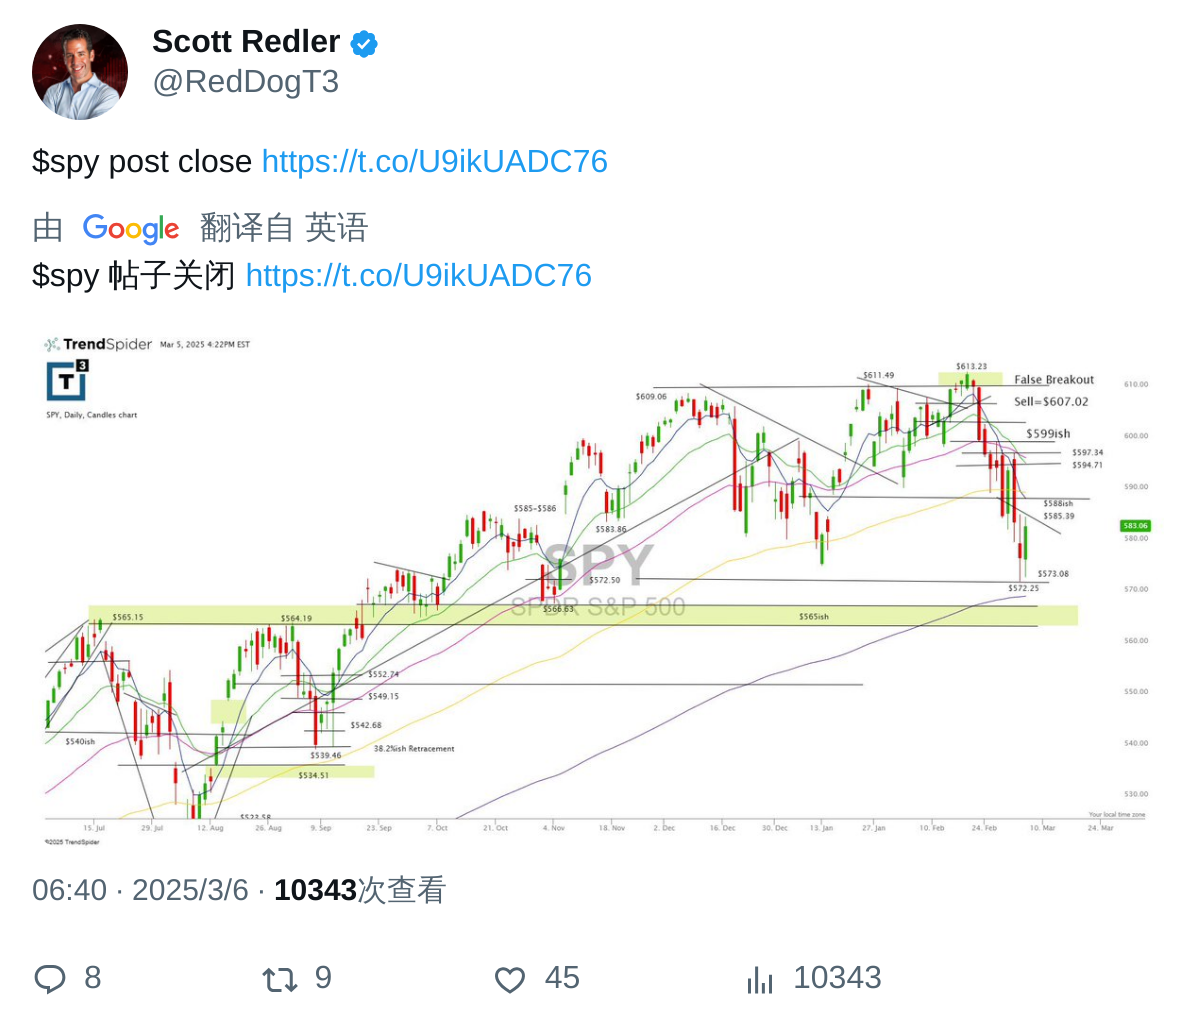 Scott Redler
@RedDogT3
$spy post close https://t.co/U9ikUADC76
由 Google 翻译自 英语
$spy 帖子关闭 https://t.co/U9ikUADC76
TrendSpider Mar 5, 2025 4:22PM EST
T3
SPY, Daily, Candles chart
$613.23
$611.49
False Breakout
610.00
$609.06
Sell=$607.02
$599ish
600.00
$597.34
$594.71
590.00
$588ish
$585-$586
$585.39
$583.86
583.06
580.00
SPY
$572.50
$573.08
$572.25
570.00
SPDR S&P 500
$566.63
$565.15
$564.19
$565ish
560.00
$552.74
$549.15
550.00
$542.68
$540ish
38.2%ish Retracement
540.00
$539.46
$534.51
530.00
$523.58
Your local time zone
15. Jul 29. Jul 12. Aug 26. Aug 9. Sep 23. Sep 7. Oct 21. Oct 4. Nov 18. Nov 2. Dec 16. Dec 30. Dec 13. Jan 27. Jan 10. Feb 24. Feb 10. Mar 24. Mar
©2025 TrendSpider
06:40 · 2025/3/6 · 10343次查看
8 9 45 10343